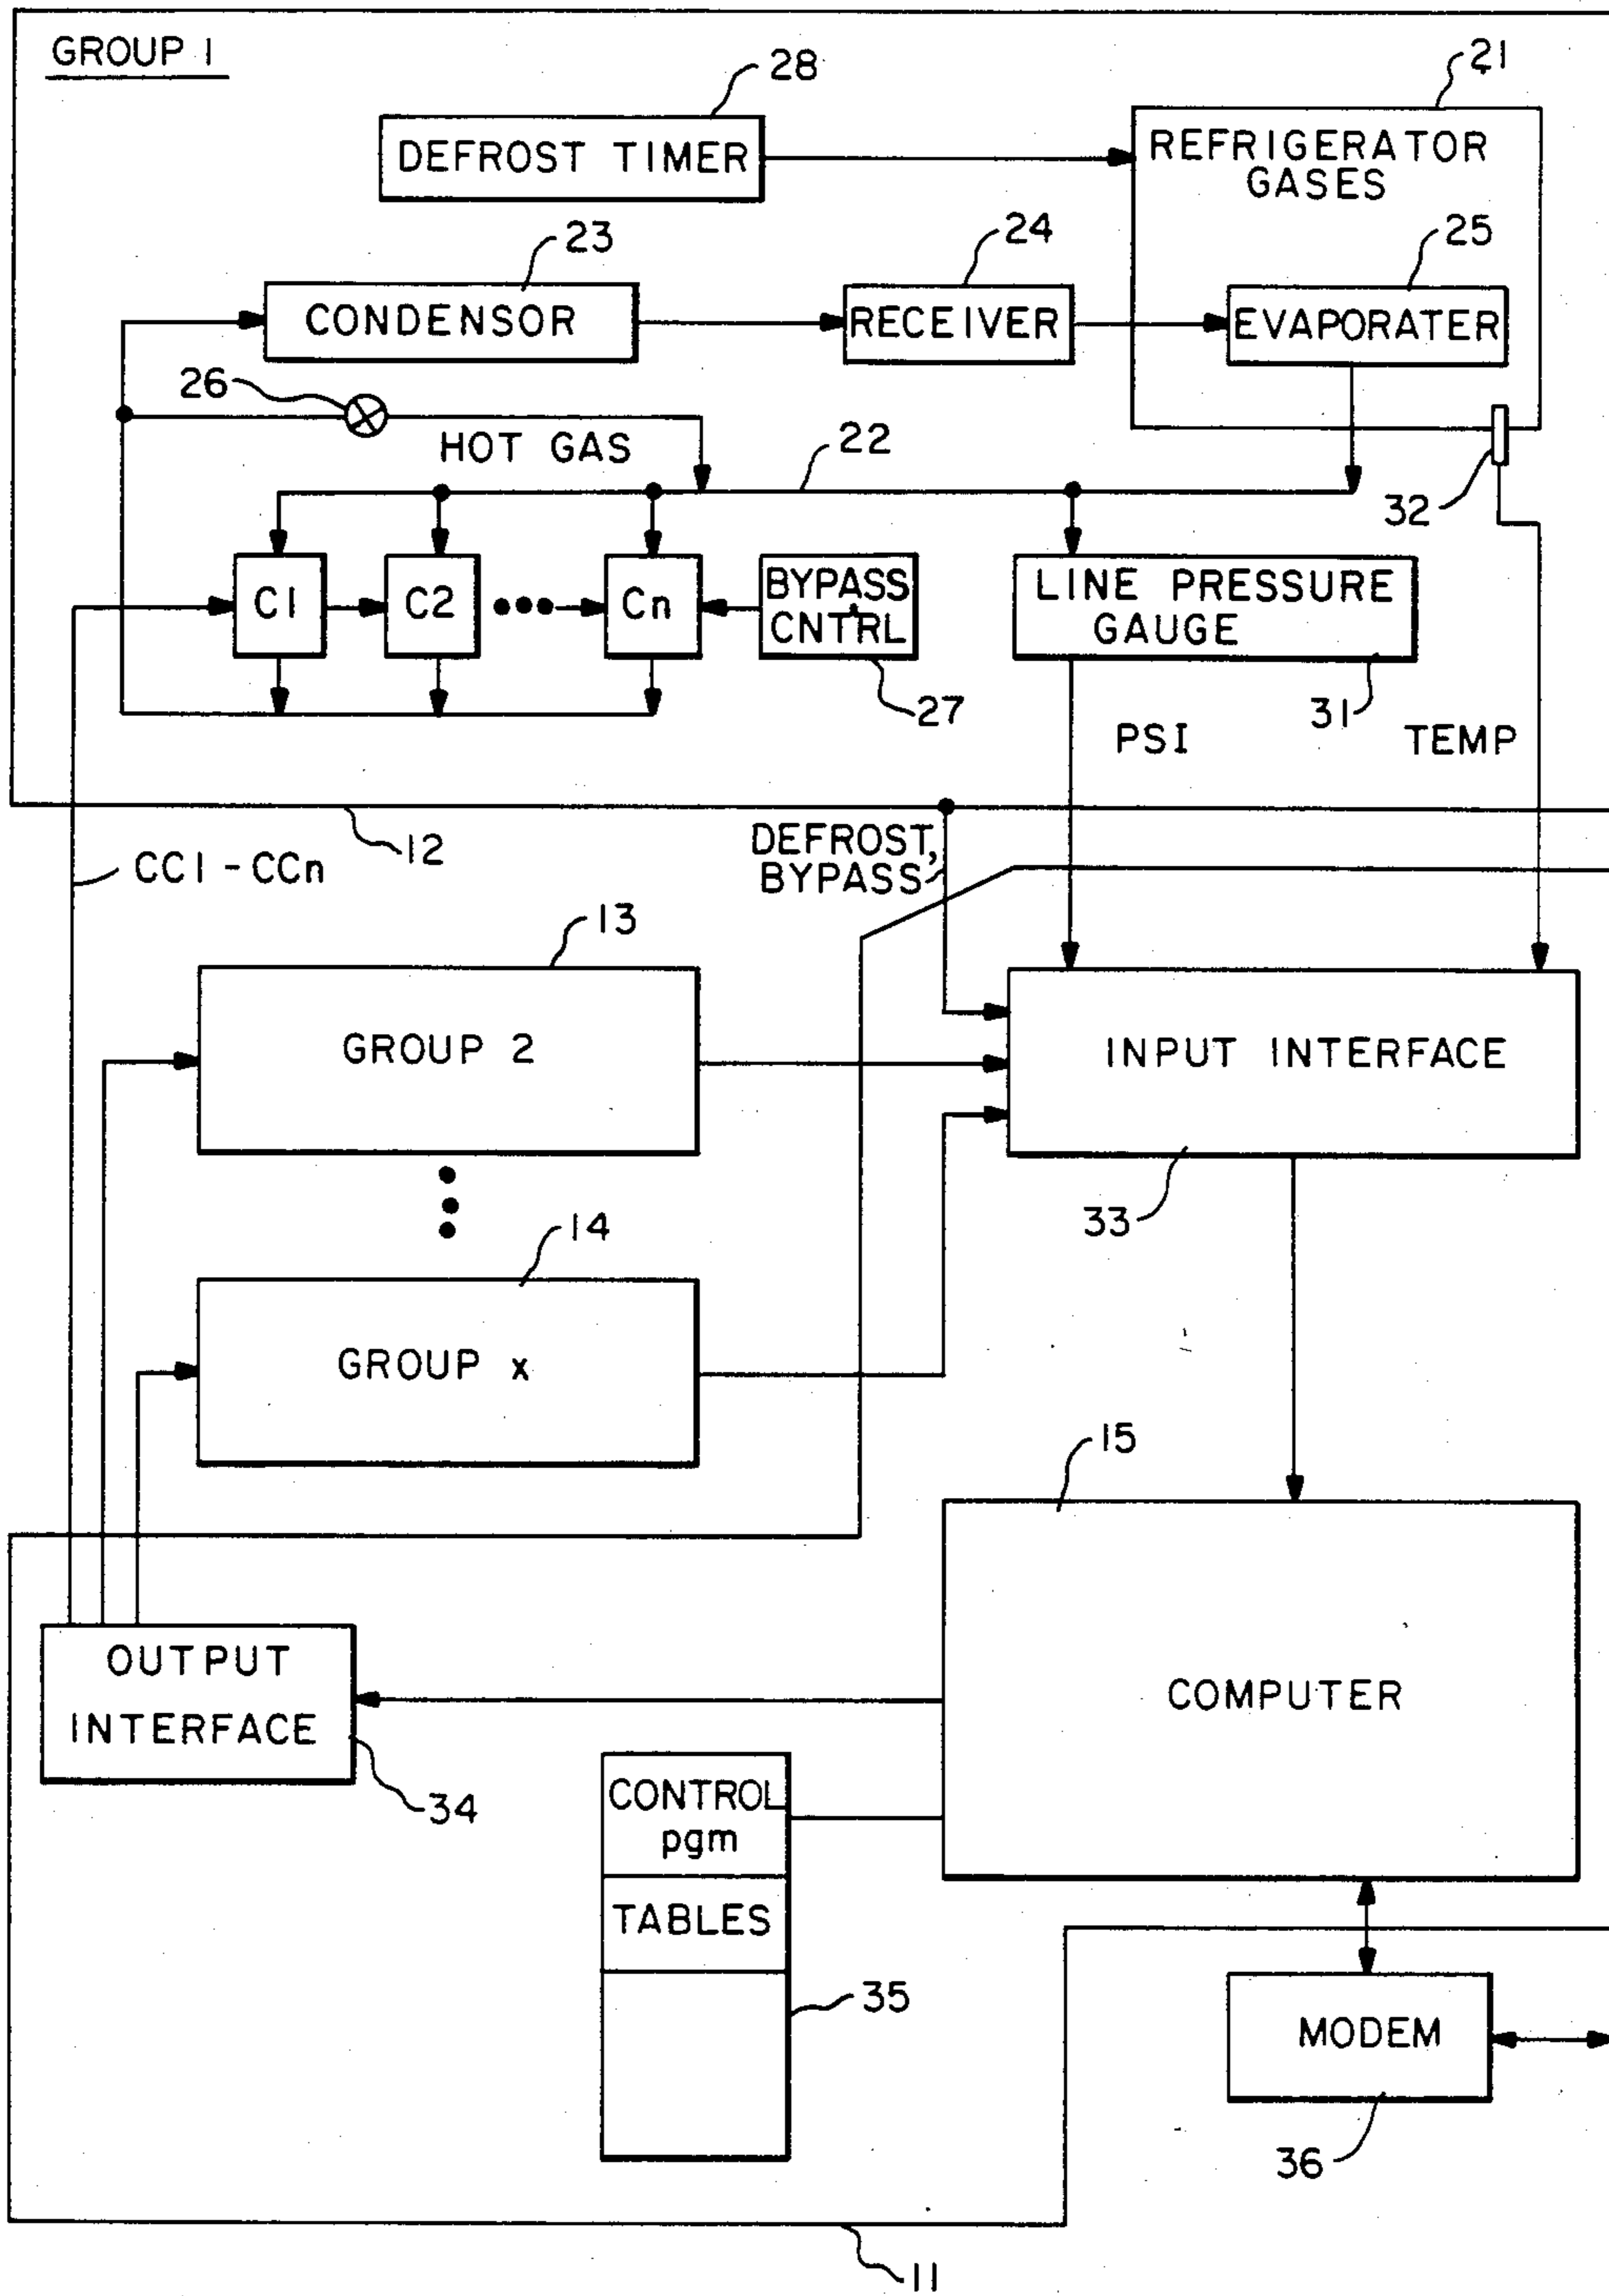 GROUP 1
28
21
DEFROST TIMER
REFRIGERATOR
GASES
23
24
25
CONDENSOR
RECEIVER
EVAPORATER
26
HOT GAS
22
32
C1
C2
Cn
BYPASS
CNTRL
LINE PRESSURE
GAUGE
27
31
PSI
TEMP
12
DEFROST,
BYPASS
CC1 - CCn
13
GROUP 2
INPUT INTERFACE
33
14
GROUP x
15
OUTPUT
INTERFACE
COMPUTER
34
CONTROL
pgm
TABLES
35
MODEM
36
11